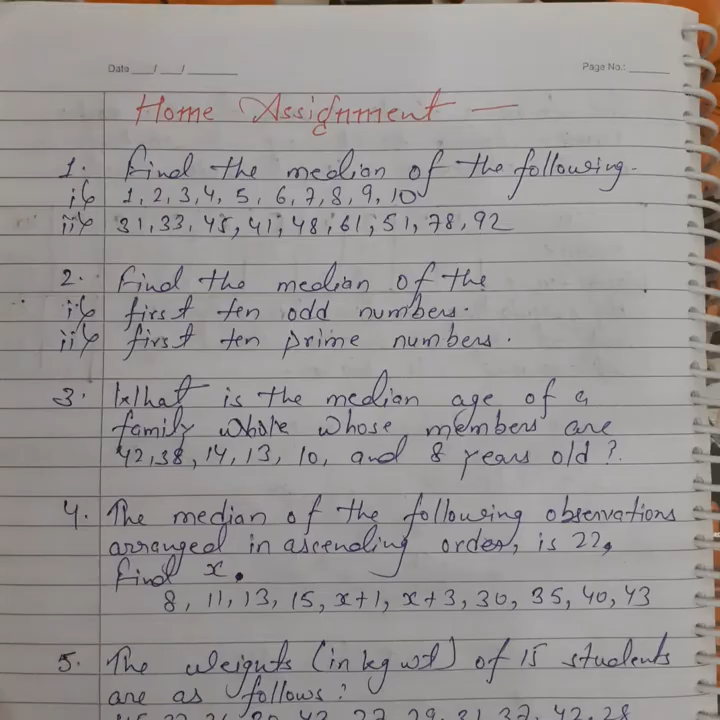 Date __/__/____
Page No.: ____
Home Assignment —
1. Find the median of the following.
i) 1, 2, 3, 4, 5, 6, 7, 8, 9, 10
ii) 31, 33, 45, 41, 48, 61, 51, 78, 92
2. Find the median of the
i) first ten odd numbers.
ii) first ten prime numbers.
3. What is the median age of a
family whose members are
42, 38, 14, 13, 10, and 8 years old ?
4. The median of the following observations
arranged in ascending order, is 22,
find x.
8, 11, 13, 15, x+1, x+3, 30, 35, 40, 43
5. The weights (in kg wt) of 15 students
are as follows :